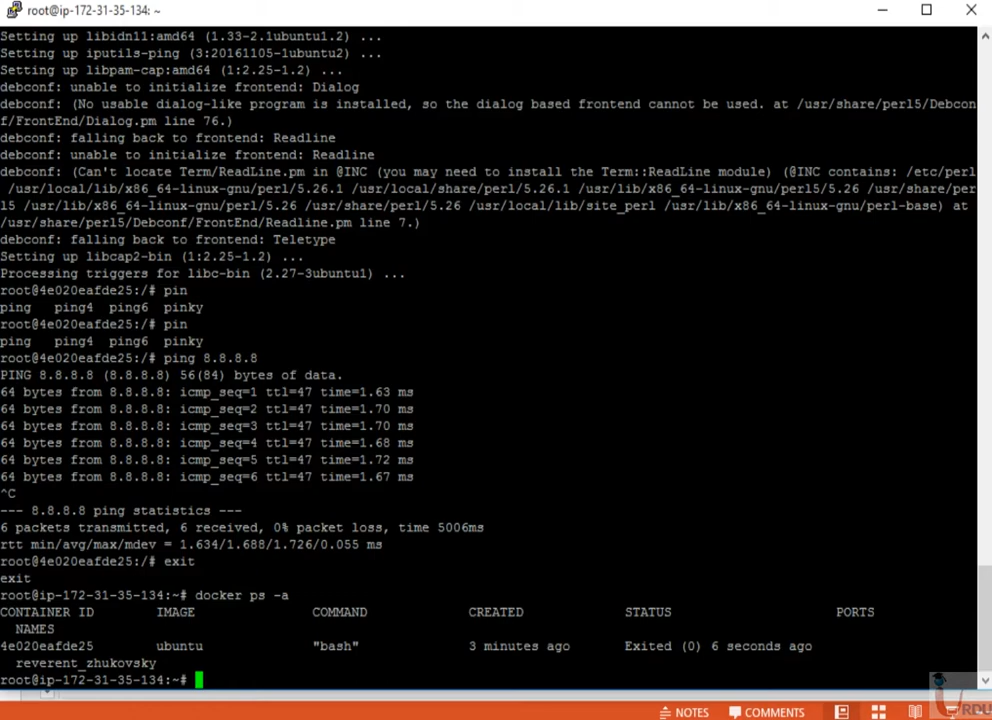 root@ip-172-31-35-134: ~
Setting up libidn11:amd64 (1.33-2.1ubuntu1.2) ...
Setting up iputils-ping (3:20161105-1ubuntu2) ...
Setting up libpam-cap:amd64 (1:2.25-1.2) ...
debconf: unable to initialize frontend: Dialog
debconf: (No usable dialog-like program is installed, so the dialog based frontend cannot be used. at /usr/share/perl5/Debcon
f/FrontEnd/Dialog.pm line 76.)
debconf: falling back to frontend: Readline
debconf: unable to initialize frontend: Readline
debconf: (Can't locate Term/ReadLine.pm in @INC (you may need to install the Term::ReadLine module) (@INC contains: /etc/perl
/usr/local/lib/x86_64-linux-gnu/perl/5.26.1 /usr/local/share/perl/5.26.1 /usr/lib/x86_64-linux-gnu/perl5/5.26 /usr/share/per
l5 /usr/lib/x86_64-linux-gnu/perl/5.26 /usr/share/perl/5.26 /usr/local/lib/site_perl /usr/lib/x86_64-linux-gnu/perl-base) at
/usr/share/perl5/Debconf/FrontEnd/Readline.pm line 7.)
debconf: falling back to frontend: Teletype
Setting up libcap2-bin (1:2.25-1.2) ...
Processing triggers for libc-bin (2.27-3ubuntu1) ...
root@4e020eafde25:/# pin
ping ping4 ping6 pinky
root@4e020eafde25:/# pin
ping ping4 ping6 pinky
root@4e020eafde25:/# ping 8.8.8.8
PING 8.8.8.8 (8.8.8.8) 56(84) bytes of data.
64 bytes from 8.8.8.8: icmp_seq=1 ttl=47 time=1.63 ms
64 bytes from 8.8.8.8: icmp_seq=2 ttl=47 time=1.70 ms
64 bytes from 8.8.8.8: icmp_seq=3 ttl=47 time=1.70 ms
64 bytes from 8.8.8.8: icmp_seq=4 ttl=47 time=1.68 ms
64 bytes from 8.8.8.8: icmp_seq=5 ttl=47 time=1.72 ms
64 bytes from 8.8.8.8: icmp_seq=6 ttl=47 time=1.67 ms
^C
--- 8.8.8.8 ping statistics ---
6 packets transmitted, 6 received, 0% packet loss, time 5006ms
rtt min/avg/max/mdev = 1.634/1.688/1.726/0.055 ms
root@4e020eafde25:/# exit
exit
root@ip-172-31-35-134:~# docker ps -a
CONTAINER ID IMAGE COMMAND CREATED STATUS PORTS
NAMES
4e020eafde25 ubuntu "bash" 3 minutes ago Exited (0) 6 seconds ago
reverent_zhukovsky
root@ip-172-31-35-134:~#
NOTES COMMENTS